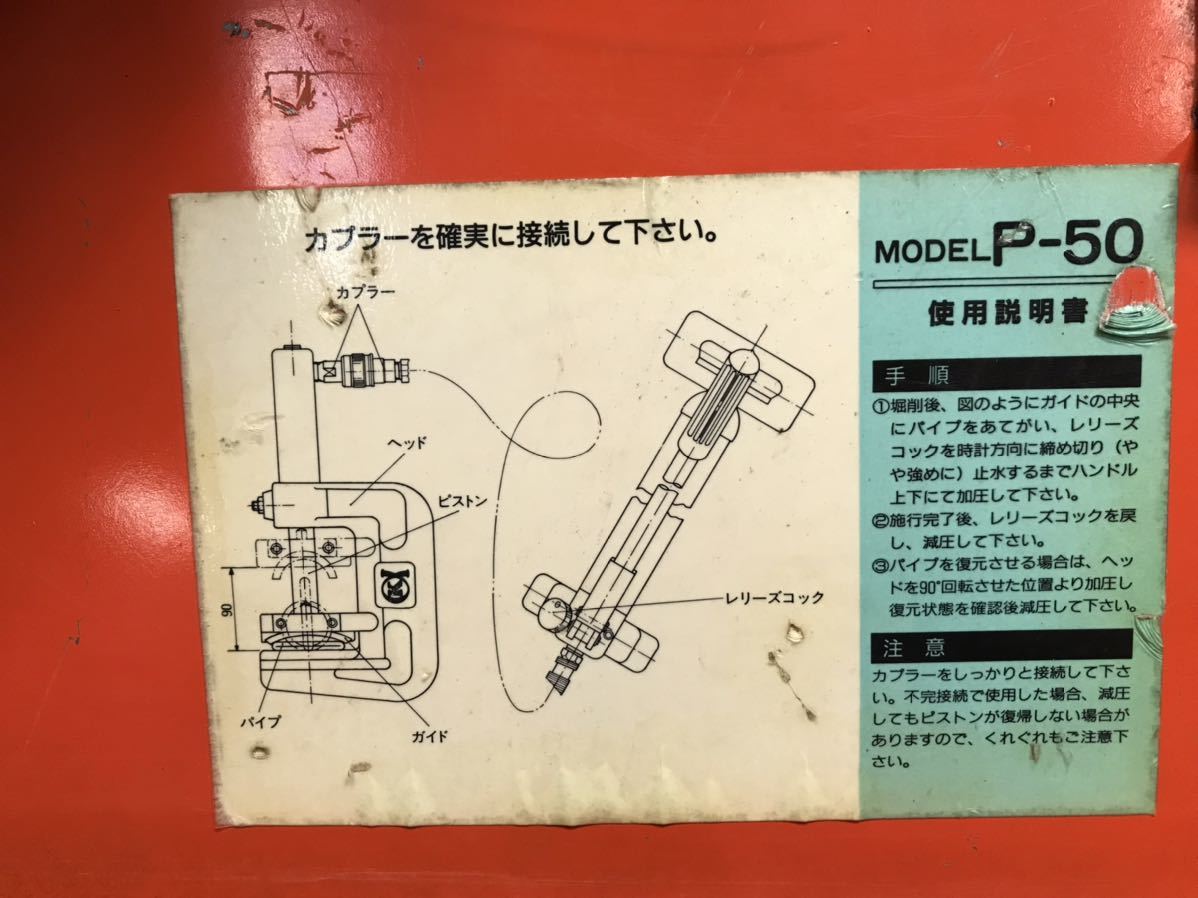 カプラーを確実に接続して下さい。
カプラー
ヘッド
ピストン
90
レリーズコック
パイプ
ガイド
MODEL P-50
使用説明書
手順
①堀削後、図のようにガイドの中央
にパイプをあてがい、レリーズ
コックを時計方向に締め切り（や
や強めに）止水するまでハンドル
上下にて加圧して下さい。
②施行完了後、レリーズコックを戻
し、減圧して下さい。
③パイプを復元させる場合は、ヘッ
ドを90°回転させた位置より加圧し
復元状態を確認後減圧して下さい。
注意
カプラーをしっかりと接続して下さ
い。不完接続で使用した場合、減圧
してもピストンが復帰しない場合が
ありますので、くれぐれもご注意下
さい。